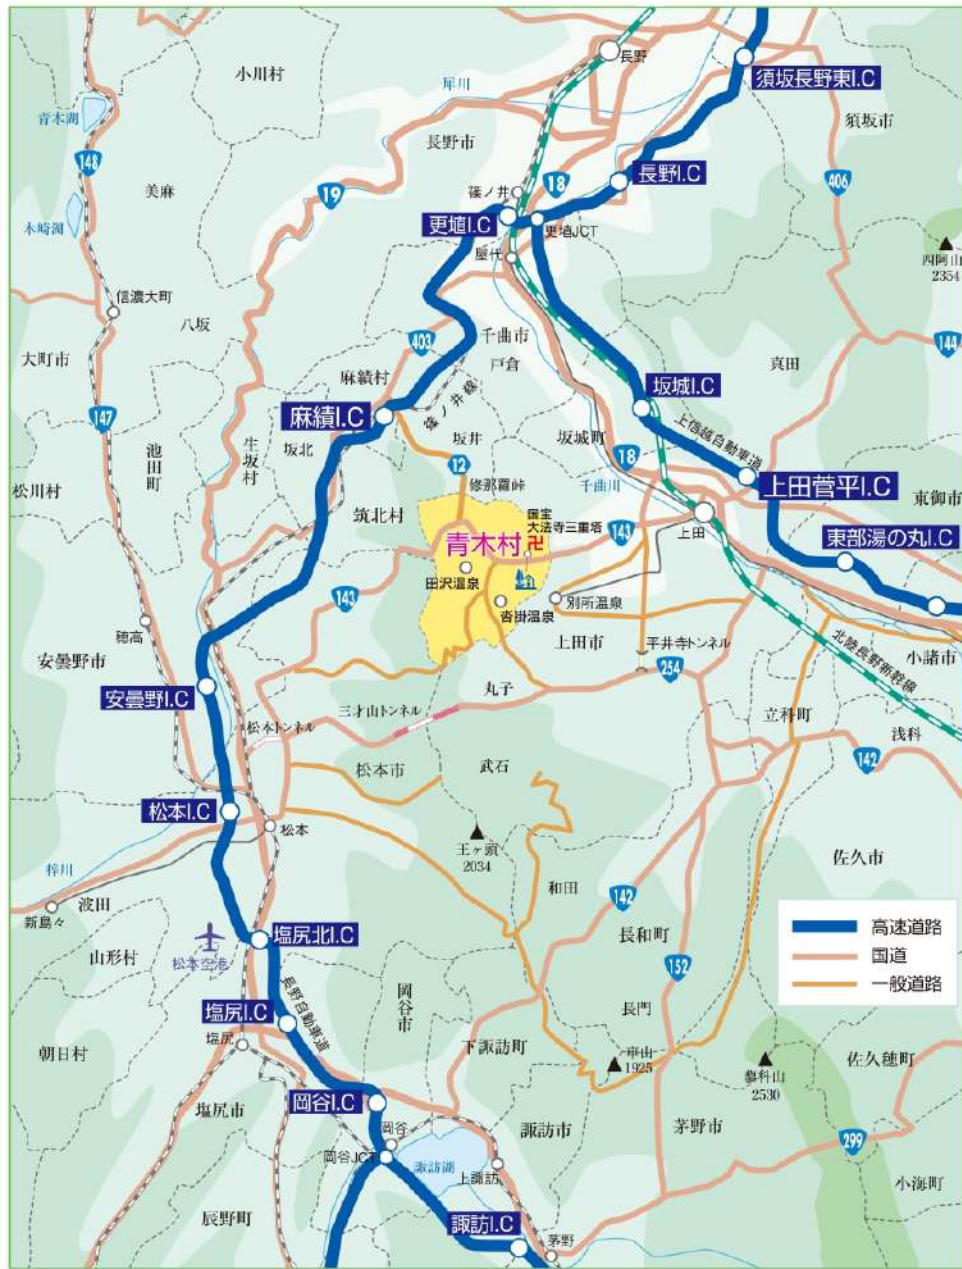 長野
須坂長野東I.C
小川村
犀川
須坂市
青木湖
長野市
148
美麻
19
篠ノ井
18
長野I.C
406
木崎湖
更埴I.C
更埴JCT
屋代
四阿山
2354
信濃大町
八坂
403
千曲市
戸倉
144
大町市
麻績村
真田
坂城I.C
麻績I.C
篠ノ井線
147
坂北
坂井
坂城町
上信越自動車道
生坂村
池田町
18
12
千曲川
上田菅平I.C
松川村
修那羅峠
東御市
筑北村
国宝
大法寺三重塔
143
上田
青木村
東部湯の丸I.C
田沢温泉
143
沓掛温泉
別所温泉
穂高
上田市
平井寺トンネル
北陸長野新幹線
小諸市
安曇野市
254
丸子
安曇野I.C
三才山トンネル
松本トンネル
立科町
浅科
松本市
武石
142
松本I.C
松本
王ヶ頭
2034
佐久市
梓川
和田
142
波田
新島々
高速道路
国道
一般道路
塩尻北I.C
長和町
山形村
松本空港
152
長野自動車道
岡谷市
塩尻I.C
長門
塩尻
下諏訪町
朝日村
車山
1925
蓼科山
2530
佐久穂町
岡谷I.C
塩尻市
諏訪市
茅野市
岡谷
299
岡谷JCT
諏訪湖
上諏訪
小海町
辰野町
諏訪I.C
茅野